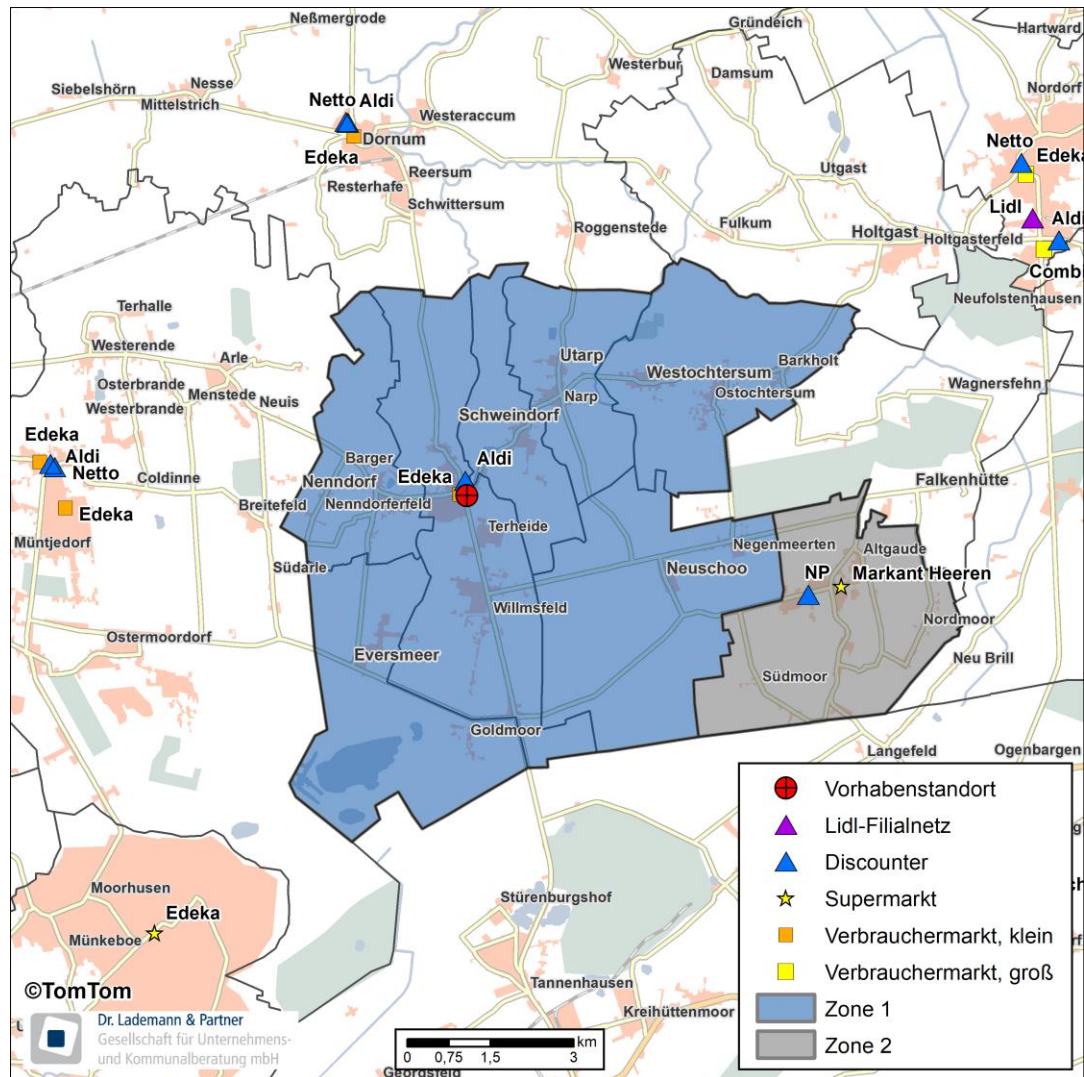 Neßmergrode
Gründeich
Hartward
Nesse
Westerbur
Damsum
Siebelshörn
Mittelstrich
Nordorf
Netto Aldi
Westeraccum
Dornum
Netto
Edeka
Edeka
Reersum
Utgast
Resterhafe
Schwittersum
Lidl
Aldi
Roggenstede
Fulkum
Holtgast
Holtgasterfeld
Comb
Neufolstenhausen
Terhalle
Westerende
Arle
Utarp
Barkholt
Osterbrande
Menstede
Westochtersum
Westerbrande
Neuis
Narp
Ostochtersum
Wagnersfehn
Schweindorf
Edeka
Aldi
Netto
Barger
Edeka
Aldi
Coldinne
Nenndorf
Falkenhütte
Breitefeld
Nenndorferfeld
Edeka
Terheide
Müntjedorf
Negenmeerten
Altgaude
Südarle
Neuschoo
NP
Markant Heeren
Willmsfeld
Nordmoor
Ostermoordorf
Eversmeer
Neu Brill
Südmoor
Goldmoor
Langefeld
Ogenbargen
Vorhabenstandort
Lidl-Filialnetz
Discounter
Supermarkt
Verbrauchermarkt, klein
Verbrauchermarkt, groß
Zone 1
Zone 2
Moorhusen
Edeka
Stürenburgshof
Münkeboe
Tannenhausen
©TomTom
Kreihüttenmoor
Dr. Lademann & Partner
Gesellschaft für Unternehmens-
und Kommunalberatung mbH
km
0 0,75 1,5 3
Georgsfeld